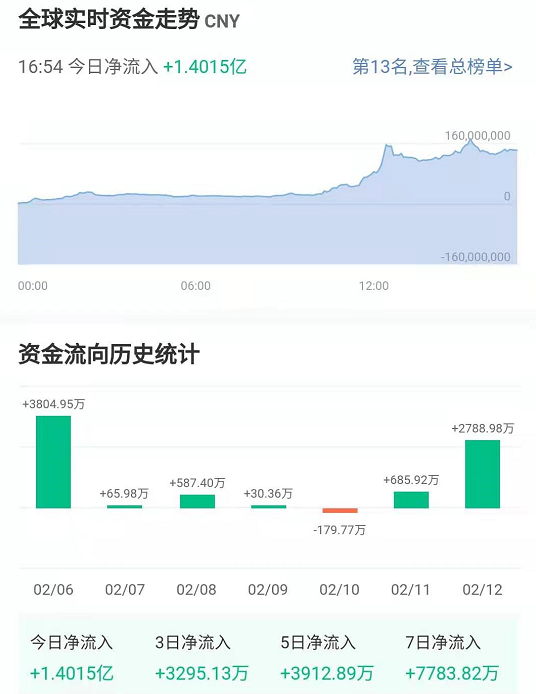 全球实时资金走势 CNY
16:54 今日净流入 +1.4015亿 第13名,查看总榜单>
160,000,000
0
-160,000,000
00:00 06:00 12:00
资金流向历史统计
+3804.95万 +65.98万 +587.40万 +30.36万 -179.77万 +685.92万 +2788.98万
02/06 02/07 02/08 02/09 02/10 02/11 02/12
今日净流入 3日净流入 5日净流入 7日净流入
+1.4015亿 +3295.13万 +3912.89万 +7783.82万